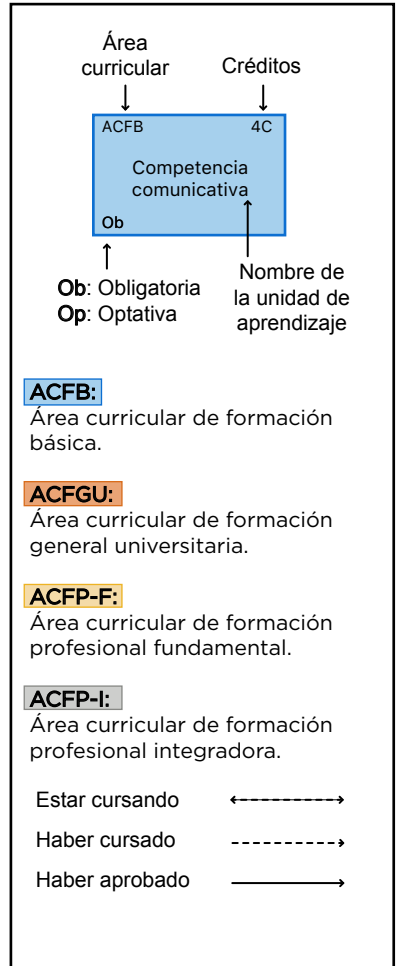 Área
curricular
Créditos
ACFB
4C
Competencia
comunicativa
Ob
Ob: Obligatoria
Op: Optativa
Nombre de
la unidad de
aprendizaje
ACFB:
Área curricular de formación
básica.
ACFGU:
Área curricular de formación
general universitaria.
ACFP-F:
Área curricular de formación
profesional fundamental.
ACFP-I:
Área curricular de formación
profesional integradora.
Estar cursando
Haber cursado
Haber aprobado